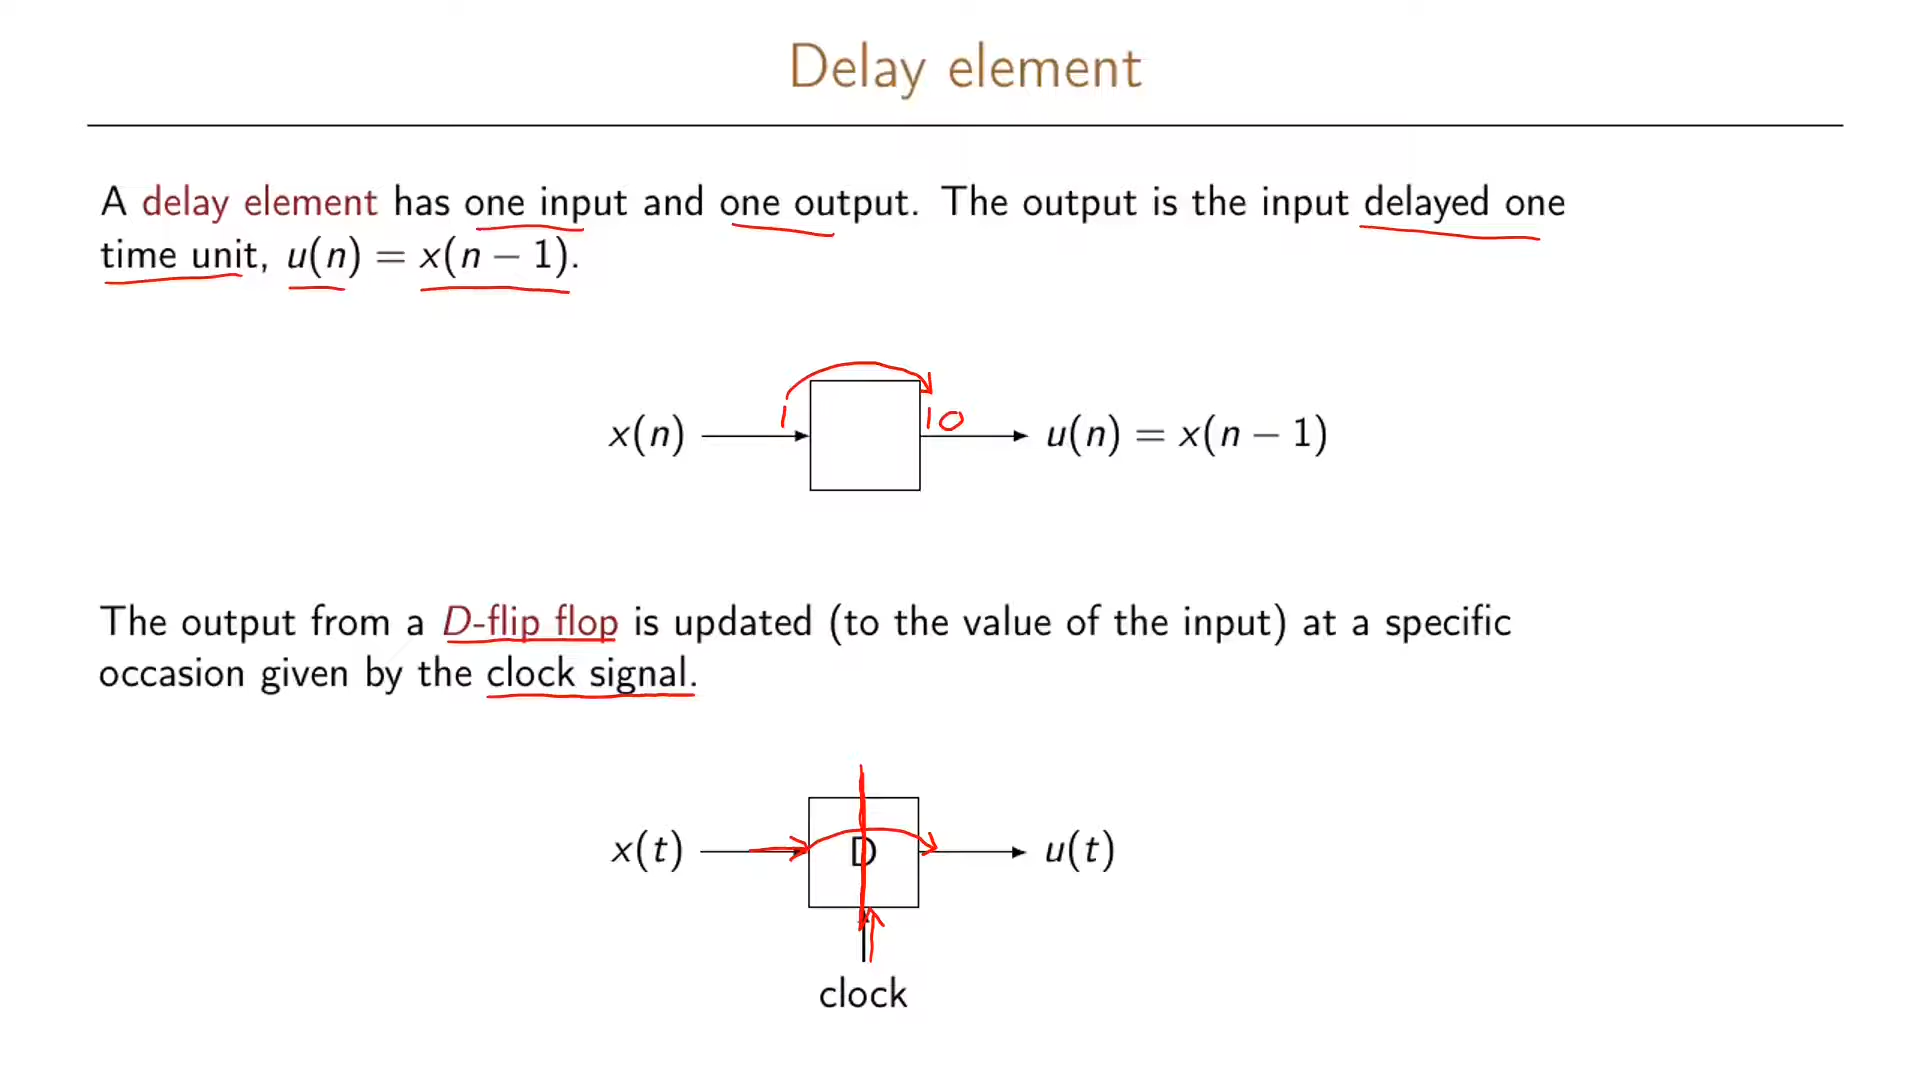 Delay element
A delay element has one input and one output. The output is the input delayed one
time unit, u(n) = x(n − 1).
1 10
x(n) u(n) = x(n − 1)
The output from a D-flip flop is updated (to the value of the input) at a specific
occasion given by the clock signal.
x(t) D u(t)
clock